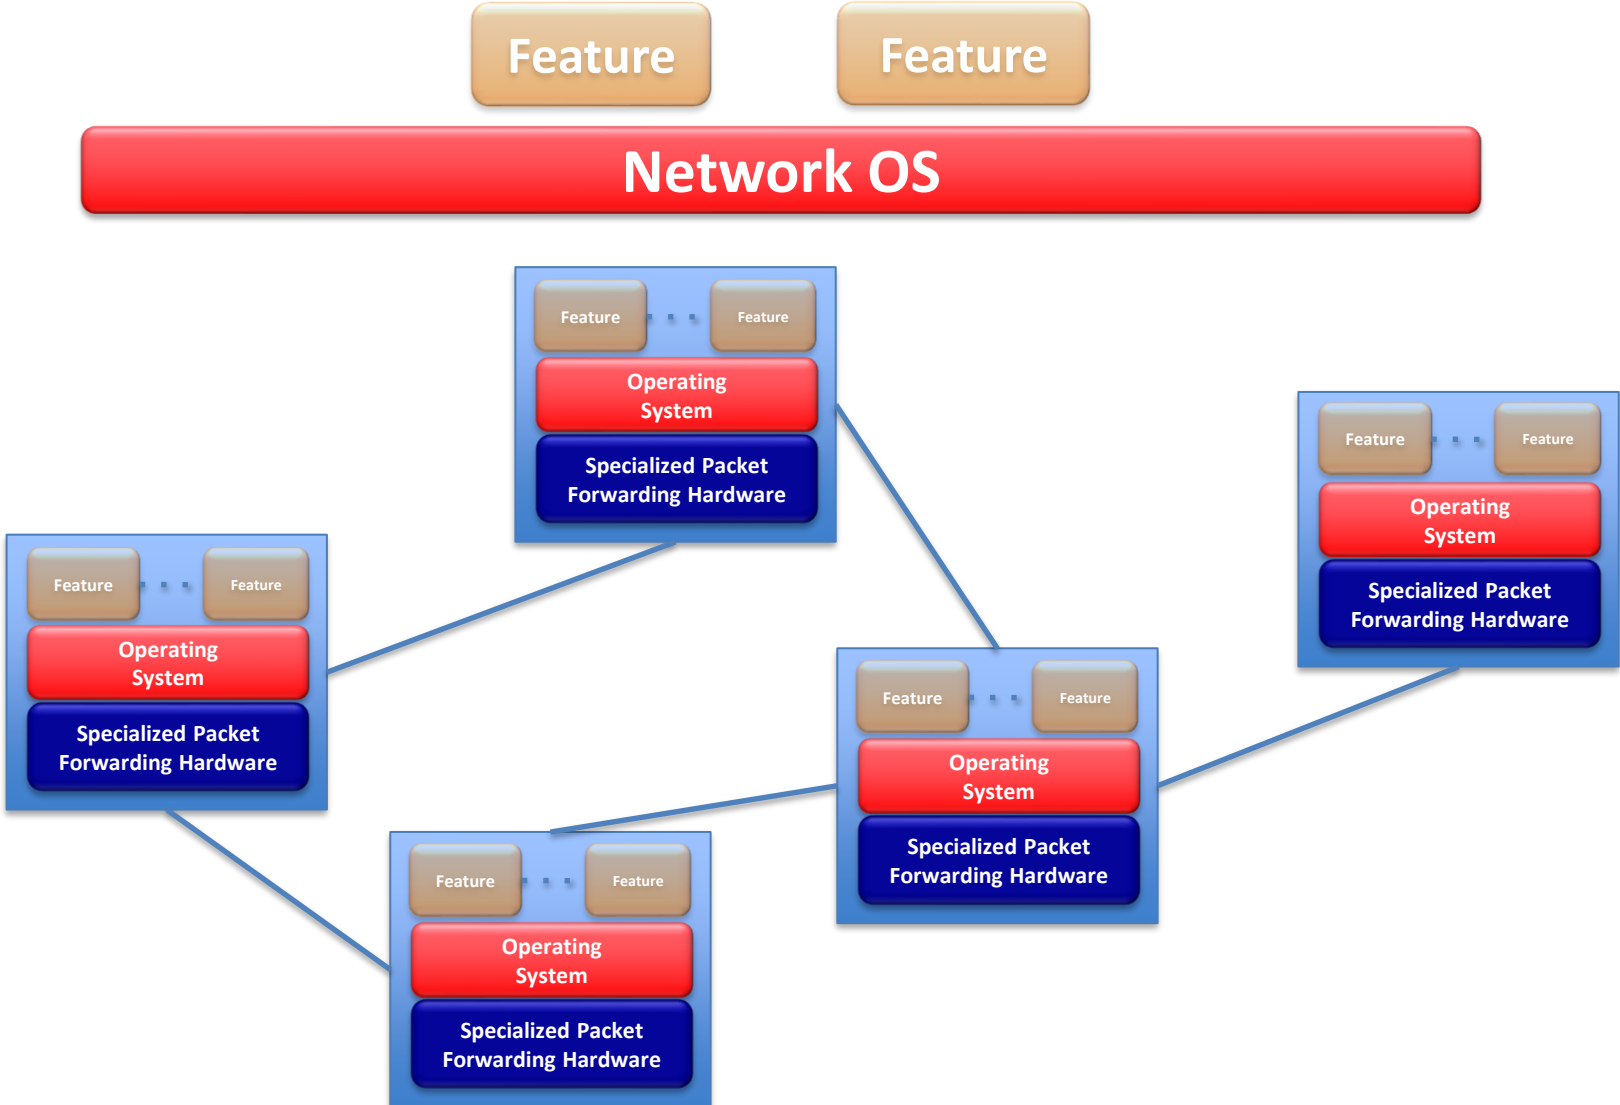 Feature
Feature
Network OS
Feature . . . Feature
Operating
System
Specialized Packet
Forwarding Hardware
Feature . . . Feature
Operating
System
Specialized Packet
Forwarding Hardware
Feature . . . Feature
Operating
System
Specialized Packet
Forwarding Hardware
Feature . . . Feature
Operating
System
Specialized Packet
Forwarding Hardware
Feature . . . Feature
Operating
System
Specialized Packet
Forwarding Hardware